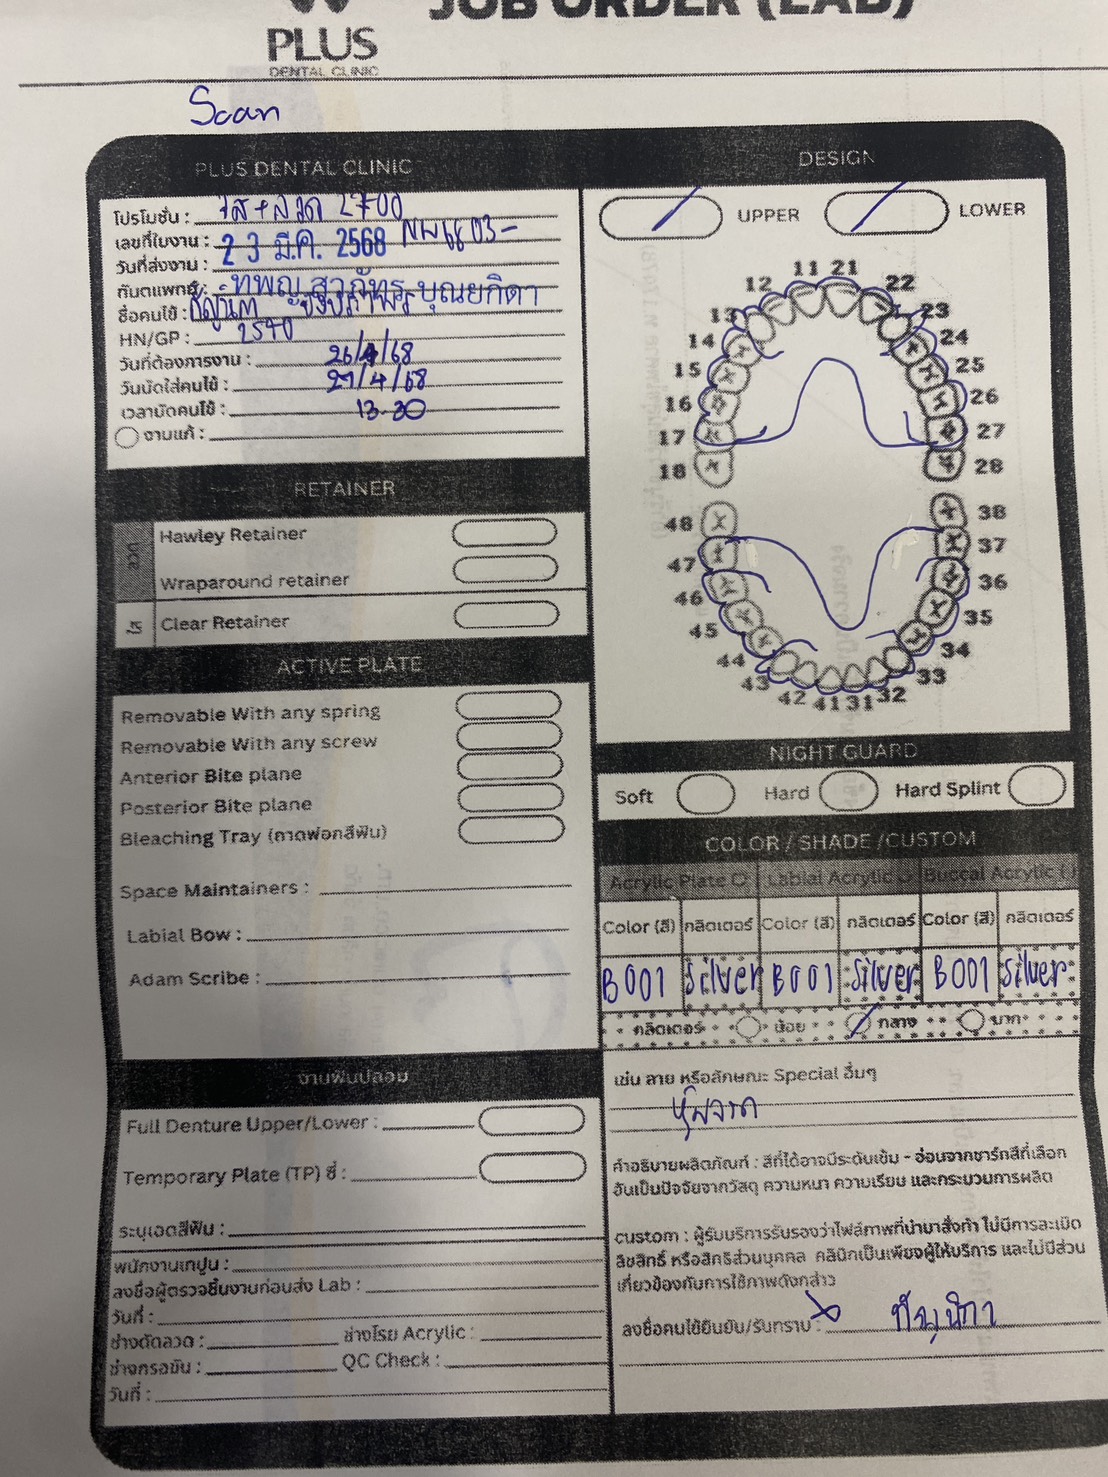 JOB ORDER (LAB)
PLUS
DENTAL CLINIC
Scan
PLUS DENTAL CLINIC
โปรโมชั่น : ใส+ลวด 2700
เลขที่ใบงาน : 6803-
วันที่ส่งงาน : 23 มี.ค. 2568
ทันตแพทย์ : ทพญ.สุวภัทร บุณยกิดา
ชื่อคนไข้ :
HN/GP : 2570
วันที่ต้องการงาน : 26/4/68
วันนัดใส่คนไข้ : 27/4/68
เวลานัดคนไข้ : 13.30
งานแก้ :
RETAINER
ลวด
Hawley Retainer
Wraparound retainer
ใส
Clear Retainer
ACTIVE PLATE
Removable With any spring
Removable With any screw
Anterior Bite plane
Posterior Bite plane
Bleaching Tray (ถาดฟอกสีฟัน)
Space Maintainers :
Labial Bow :
Adam Scribe :
งานฟันปลอม
Full Denture Upper/Lower :
Temporary Plate (TP) ซี่ :
ระบุเฉดสีฟัน :
พนักงานเทปูน :
ลงชื่อผู้ตรวจชิ้นงานก่อนส่ง Lab :
วันที่ :
ช่างดัดลวด : ช่างโรย Acrylic :
ช่างกรอขัด : QC Check :
วันที่ :
DESIGN
UPPER LOWER
11 21
12 22
13 23
14 24
15 25
16 26
17 27
18 28
48 38
47 37
46 36
45 35
44 34
43 33
42 41 31 32
NIGHT GUARD
Soft Hard Hard Splint
COLOR / SHADE /CUSTOM
Acrylic Plate Labial Acrylic Buccal Acrylic
Color (สี) กลิตเตอร์ Color (สี) กลิตเตอร์ Color (สี) กลิตเตอร์
B001 Silver B001 Silver B001 Silver
กลิตเตอร์ น้อย กลาง มาก
เช่น ลาย หรือลักษณะ Special อื่นๆ
คำอธิบายผลิตภัณฑ์ : สีที่ได้อาจมีระดับเข้ม - อ่อนจากชาร์กสีที่เลือก
อันเป็นปัจจัยจากวัสดุ ความหนา ความเรียบ และกระบวนการผลิต
custom : ผู้รับบริการรับรองว่าไฟล์ภาพที่นำมาสั่งทำ ไม่มีการละเมิด
ลิขสิทธิ์ หรือสิทธิส่วนบุคคล คลินิกเป็นเพียงผู้ให้บริการ และไม่มีส่วน
เกี่ยวข้องกับการใช้ภาพดังกล่าว
ลงชื่อคนไข้ยืนยัน/รับทราบ :